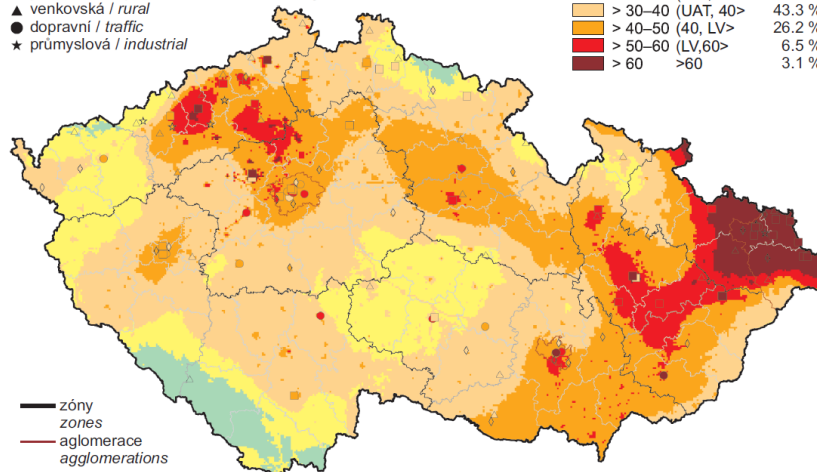 venkovská / rural
dopravní / traffic
průmyslová / industrial
> 30–40 (UAT, 40> 43.3 %
> 40–50 (40, LV> 26.2 %
> 50–60 (LV,60> 6.5 %
> 60 >60 3.1 %
zóny
zones
aglomerace
agglomerations